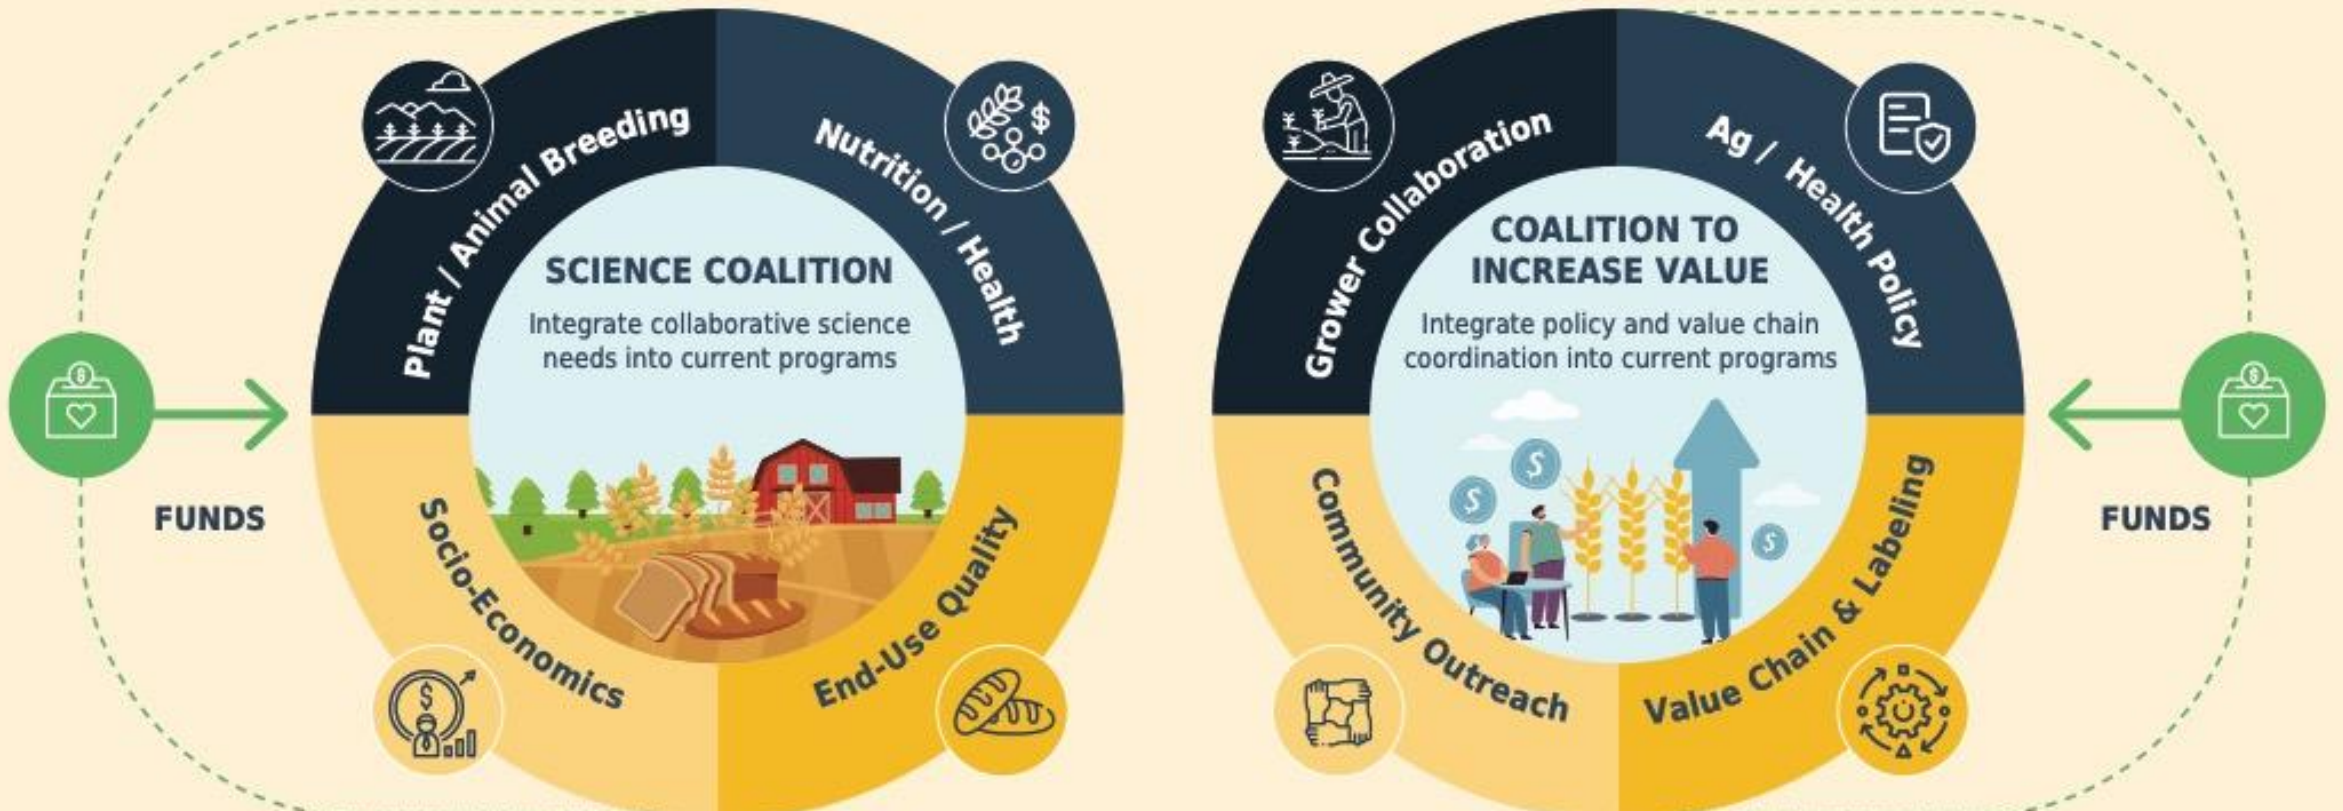 Plant / Animal Breeding
Nutrition / Health
SCIENCE COALITION
Integrate collaborative science
needs into current programs
Socio-Economics
End-Use Quality
FUNDS
Grower Collaboration
Ag / Health Policy
COALITION TO
INCREASE VALUE
Integrate policy and value chain
coordination into current programs
Community Outreach
Value Chain & Labeling
FUNDS